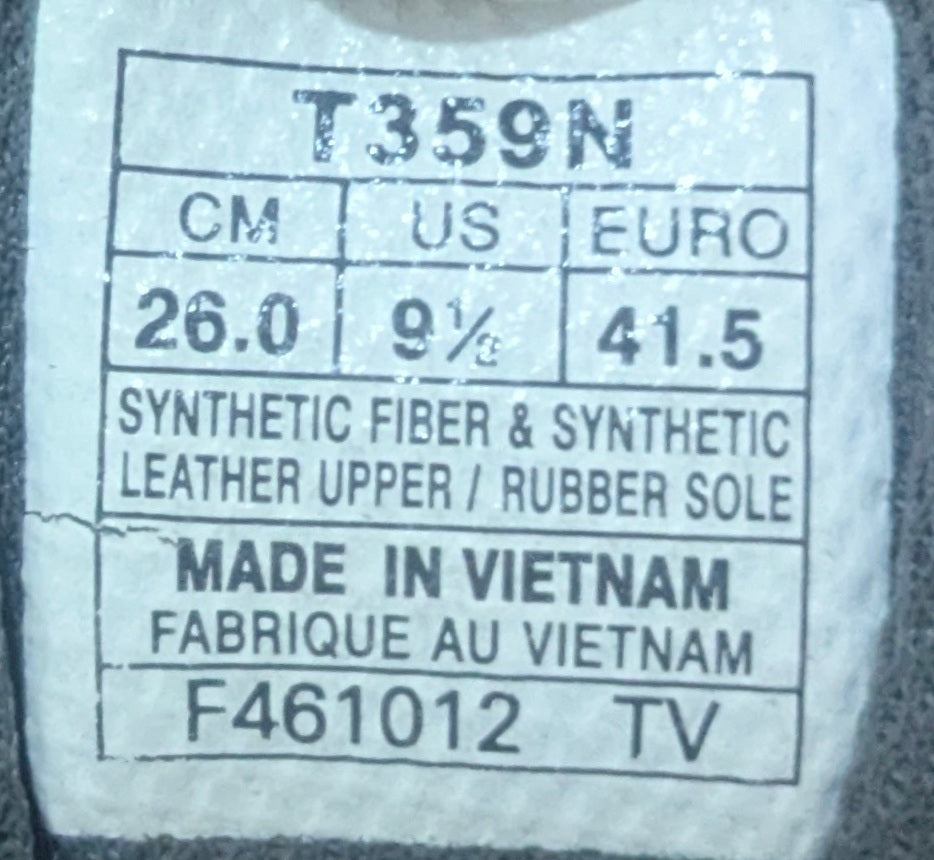 T359N
CM US EURO
26.0 9½ 41.5
SYNTHETIC FIBER & SYNTHETIC
LEATHER UPPER / RUBBER SOLE
MADE IN VIETNAM
FABRIQUE AU VIETNAM
F461012 TV